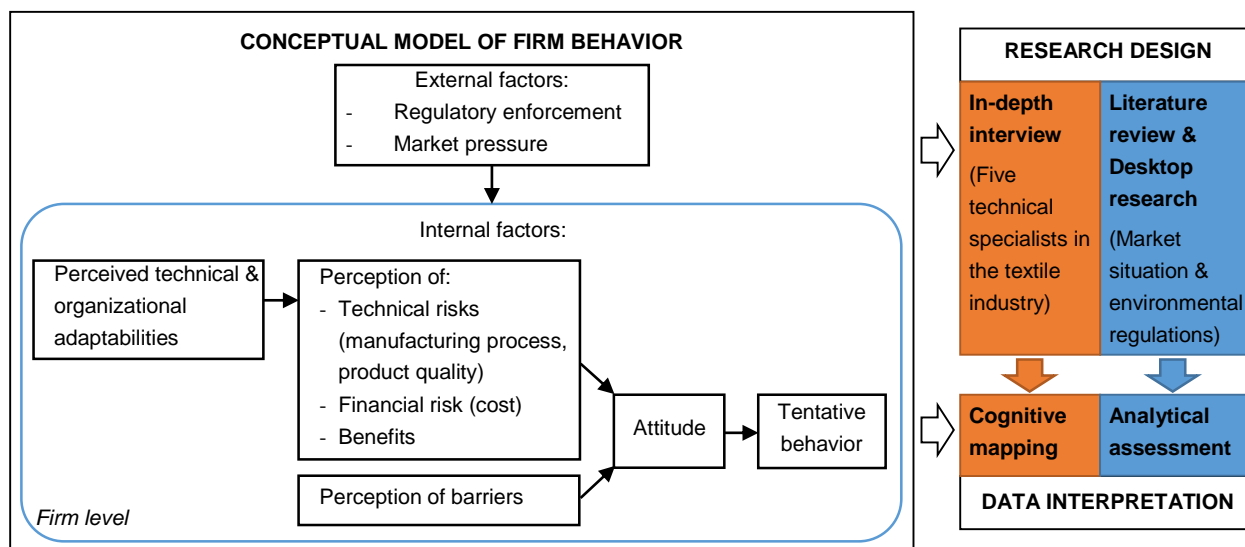 CONCEPTUAL MODEL OF FIRM BEHAVIOR
External factors:
- Regulatory enforcement
- Market pressure
Internal factors:
Perceived technical &
organizational
adaptabilities
Perception of:
- Technical risks
(manufacturing process,
product quality)
- Financial risk (cost)
- Benefits
Perception of barriers
Attitude
Tentative
behavior
Firm level
RESEARCH DESIGN
In-depth
interview
(Five
technical
specialists in
the textile
industry)
Literature
review &
Desktop
research
(Market
situation &
environmental
regulations)
Cognitive
mapping
Analytical
assessment
DATA INTERPRETATION